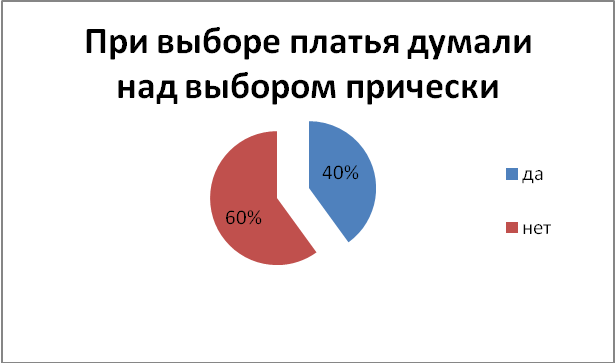 При выборе платья думали
над выбором прически
40%
60%
да
нет